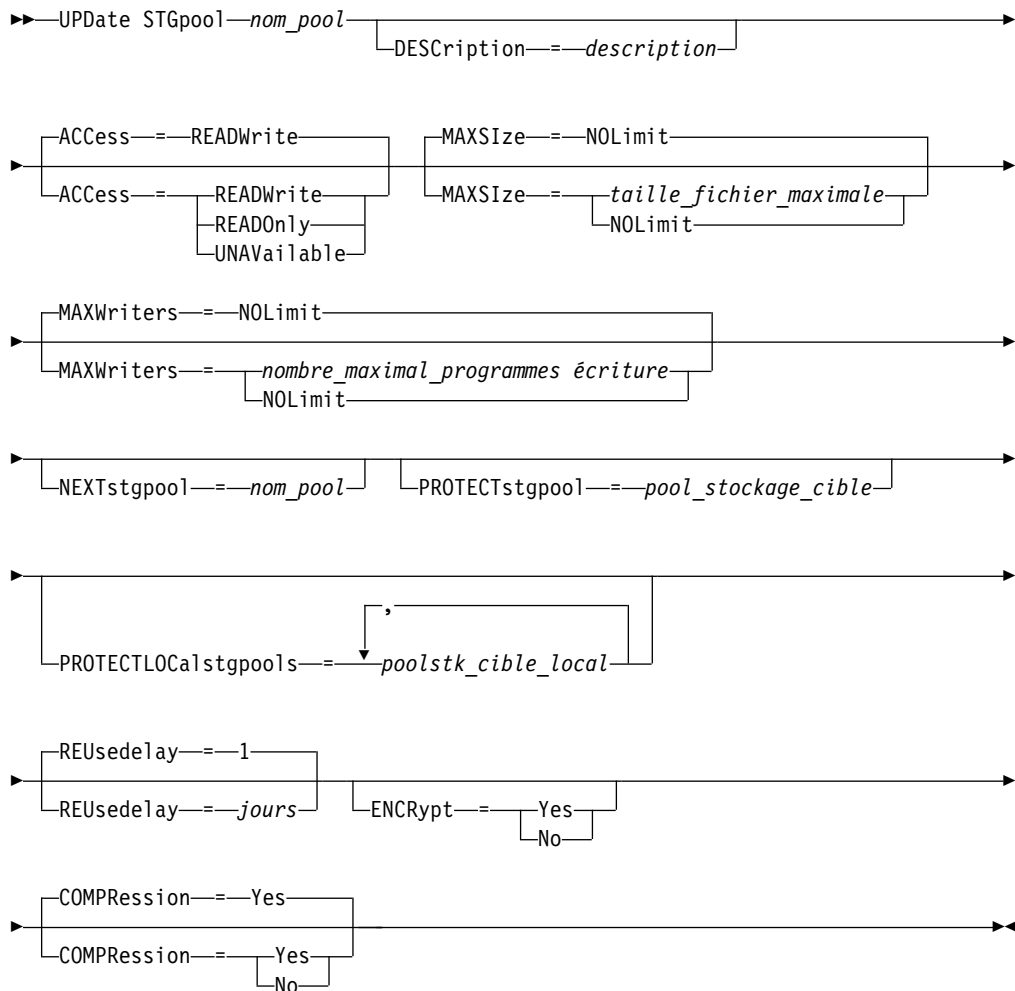 UPDate STGpool nom_pool
DESCription = description
ACCess = READWrite
MAXSIze = NOLimit
ACCess = READWrite
MAXSIze = taille_fichier_maximale
READOnly
NOLimit
UNAVailable
MAXWriters = NOLimit
MAXWriters = nombre_maximal_programmes écriture
NOLimit
NEXTstgpool = nom_pool
PROTECTstgpool = pool_stockage_cible
,
PROTECTLOCalstgpools = poolstk_cible_local
REUsedelay = 1
REUsedelay = jours
ENCRypt = Yes
No
COMPRession = Yes
COMPRession = Yes
No